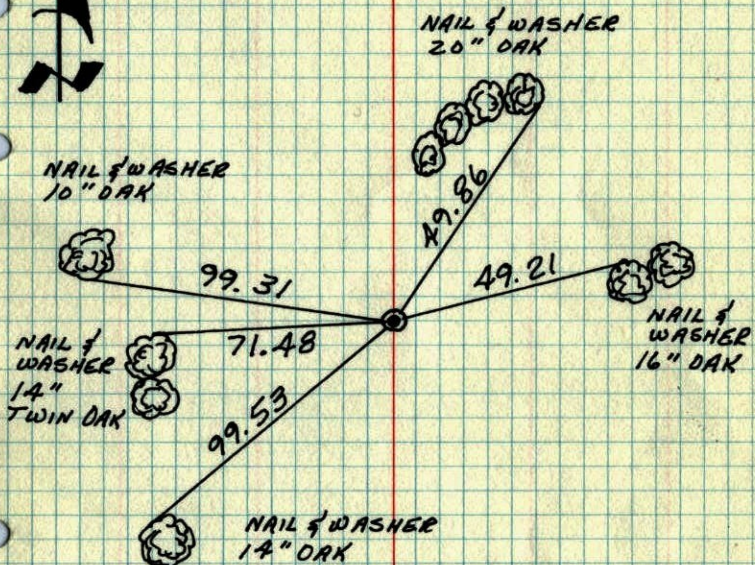 NAIL & WASHER
20" OAK
NAIL & WASHER
10" OAK
49.86
99.31
49.21
NAIL &
WASHER
16" OAK
71.48
NAIL &
WASHER
14"
TWIN OAK
99.53
NAIL & WASHER
14" OAK